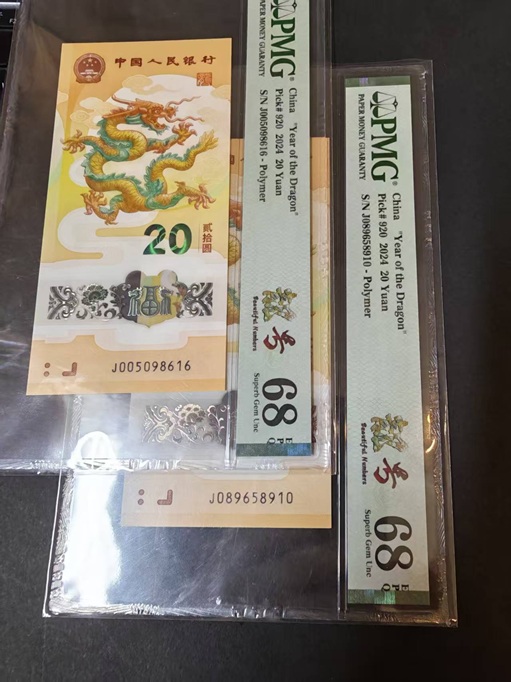 中国人民银行
20 贰拾圆
J005098616
PMG
PAPER MONEY GUARANTY
China "Year of the Dragon"
Pick# 920 2024 20 Yuan
S/N J005098616 - Polymer
Beautiful Numbers
号
68 E P Q
Superb Gem Unc
J089658910
PMG
PAPER MONEY GUARANTY
China "Year of the Dragon"
Pick# 920 2024 20 Yuan
S/N J089658910 - Polymer
Beautiful Numbers
号
68 E P Q
Superb Gem Unc